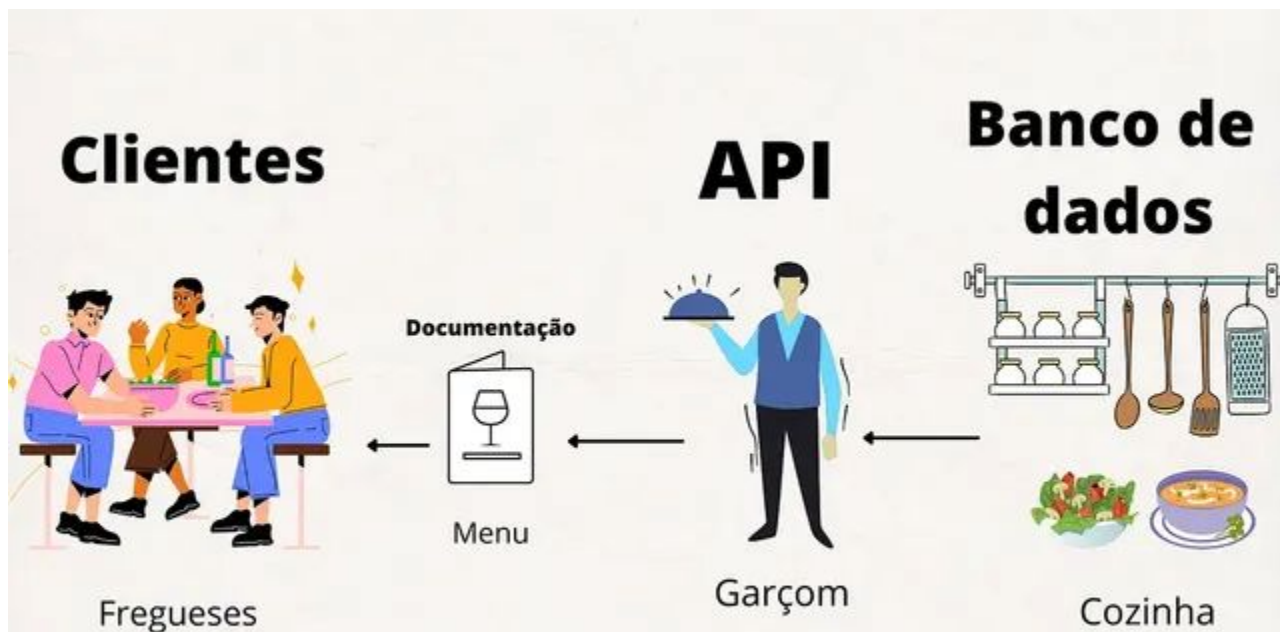 Clientes
API
Banco de
dados
Documentação
Menu
Fregueses
Garçom
Cozinha